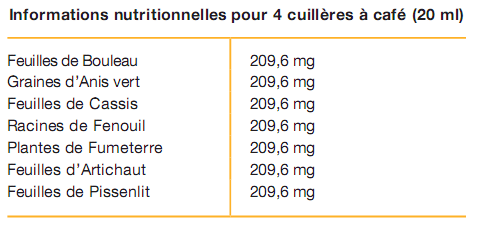 Informations nutritionnelles pour 4 cuillères à café (20 ml)
Feuilles de Bouleau 209,6 mg
Graines d'Anis vert 209,6 mg
Feuilles de Cassis 209,6 mg
Racines de Fenouil 209,6 mg
Plantes de Fumeterre 209,6 mg
Feuilles d'Artichaut 209,6 mg
Feuilles de Pissenlit 209,6 mg